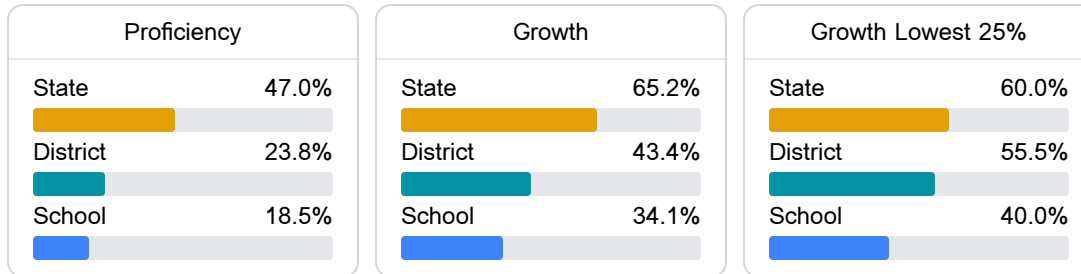 Proficiency
State 47.0%
District 23.8%
School 18.5%
Growth
State 65.2%
District 43.4%
School 34.1%
Growth Lowest 25%
State 60.0%
District 55.5%
School 40.0%